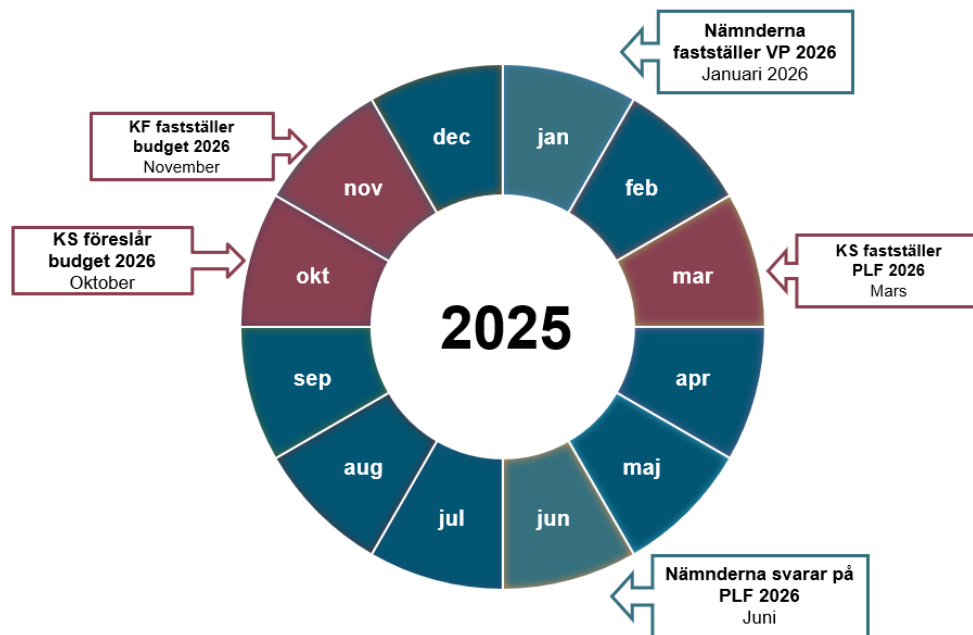 Nämnderna
fastställer VP 2026
Januari 2026
KF fastställer
budget 2026
November
dec
jan
nov
feb
KS föreslår
budget 2026
Oktober
okt
mar
KS fastställer
PLF 2026
Mars
2025
sep
apr
aug
maj
jul
jun
Nämnderna svarar på
PLF 2026
Juni